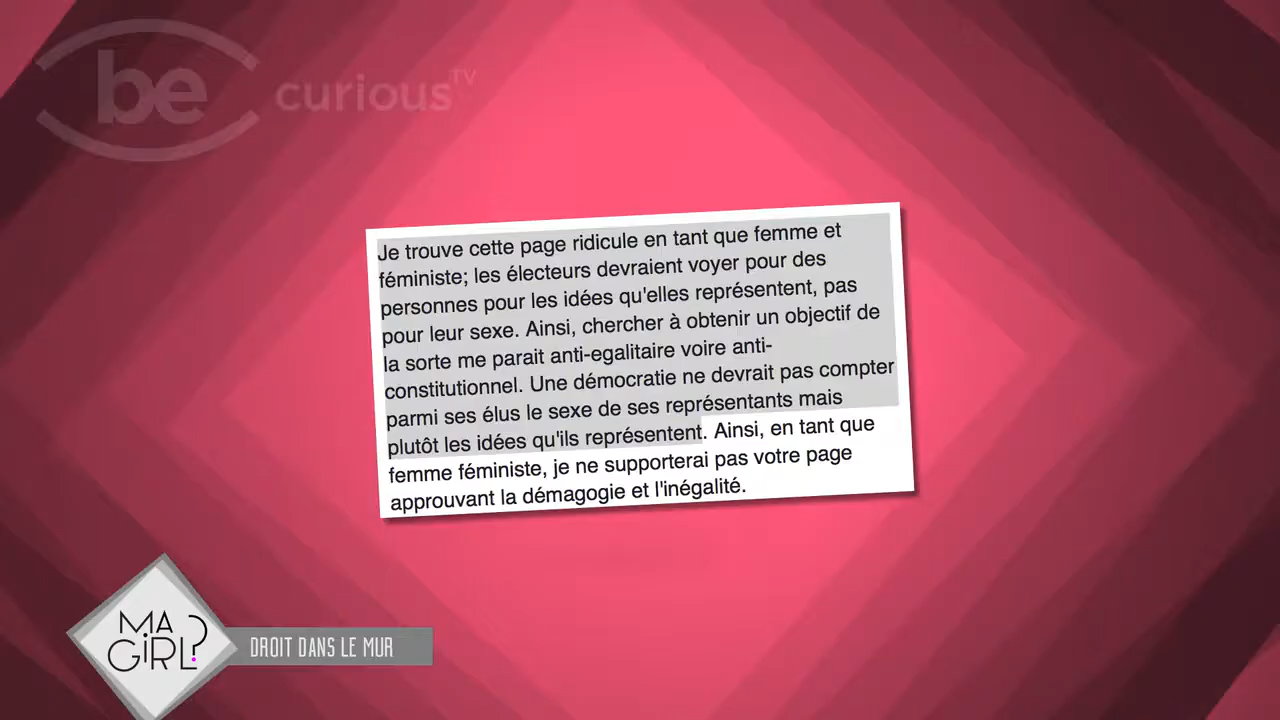 be curious TV
Je trouve cette page ridicule en tant que femme et
féministe; les électeurs devraient voyer pour des
personnes pour les idées qu'elles représentent, pas
pour leur sexe. Ainsi, chercher à obtenir un objectif de
la sorte me parait anti-egalitaire voire anti-
constitutionnel. Une démocratie ne devrait pas compter
parmi ses élus le sexe de ses représentants mais
plutôt les idées qu'ils représentent. Ainsi, en tant que
femme féministe, je ne supporterai pas votre page
approuvant la démagogie et l'inégalité.
MA
GiRL?
DROIT DANS LE MUR